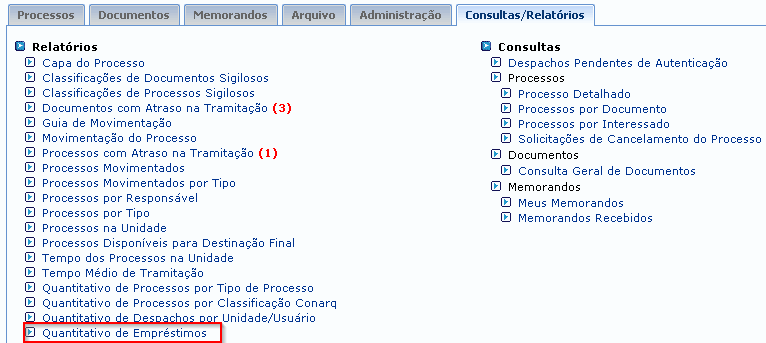 Processos Documentos Memorandos Arquivo Administração Consultas/Relatórios
Relatórios
Capa do Processo
Classificações de Documentos Sigilosos
Classificações de Processos Sigilosos
Documentos com Atraso na Tramitação (3)
Guia de Movimentação
Movimentação do Processo
Processos com Atraso na Tramitação (1)
Processos Movimentados
Processos Movimentados por Tipo
Processos por Responsável
Processos por Tipo
Processos na Unidade
Processos Disponíveis para Destinação Final
Tempo dos Processos na Unidade
Tempo Médio de Tramitação
Quantitativo de Processos por Tipo de Processo
Quantitativo de Processos por Classificação Conarq
Quantitativo de Despachos por Unidade/Usuário
Quantitativo de Empréstimos
Consultas
Despachos Pendentes de Autenticação
Processos
Processo Detalhado
Processos por Documento
Processos por Interessado
Solicitações de Cancelamento do Processo
Documentos
Consulta Geral de Documentos
Memorandos
Meus Memorandos
Memorandos Recebidos